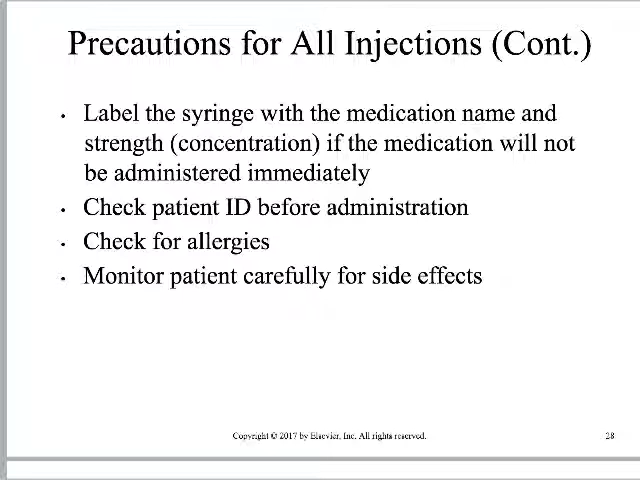 Precautions for All Injections (Cont.)
• Label the syringe with the medication name and
strength (concentration) if the medication will not
be administered immediately
• Check patient ID before administration
• Check for allergies
• Monitor patient carefully for side effects
Copyright © 2017 by Elsevier, Inc. All rights reserved.
28